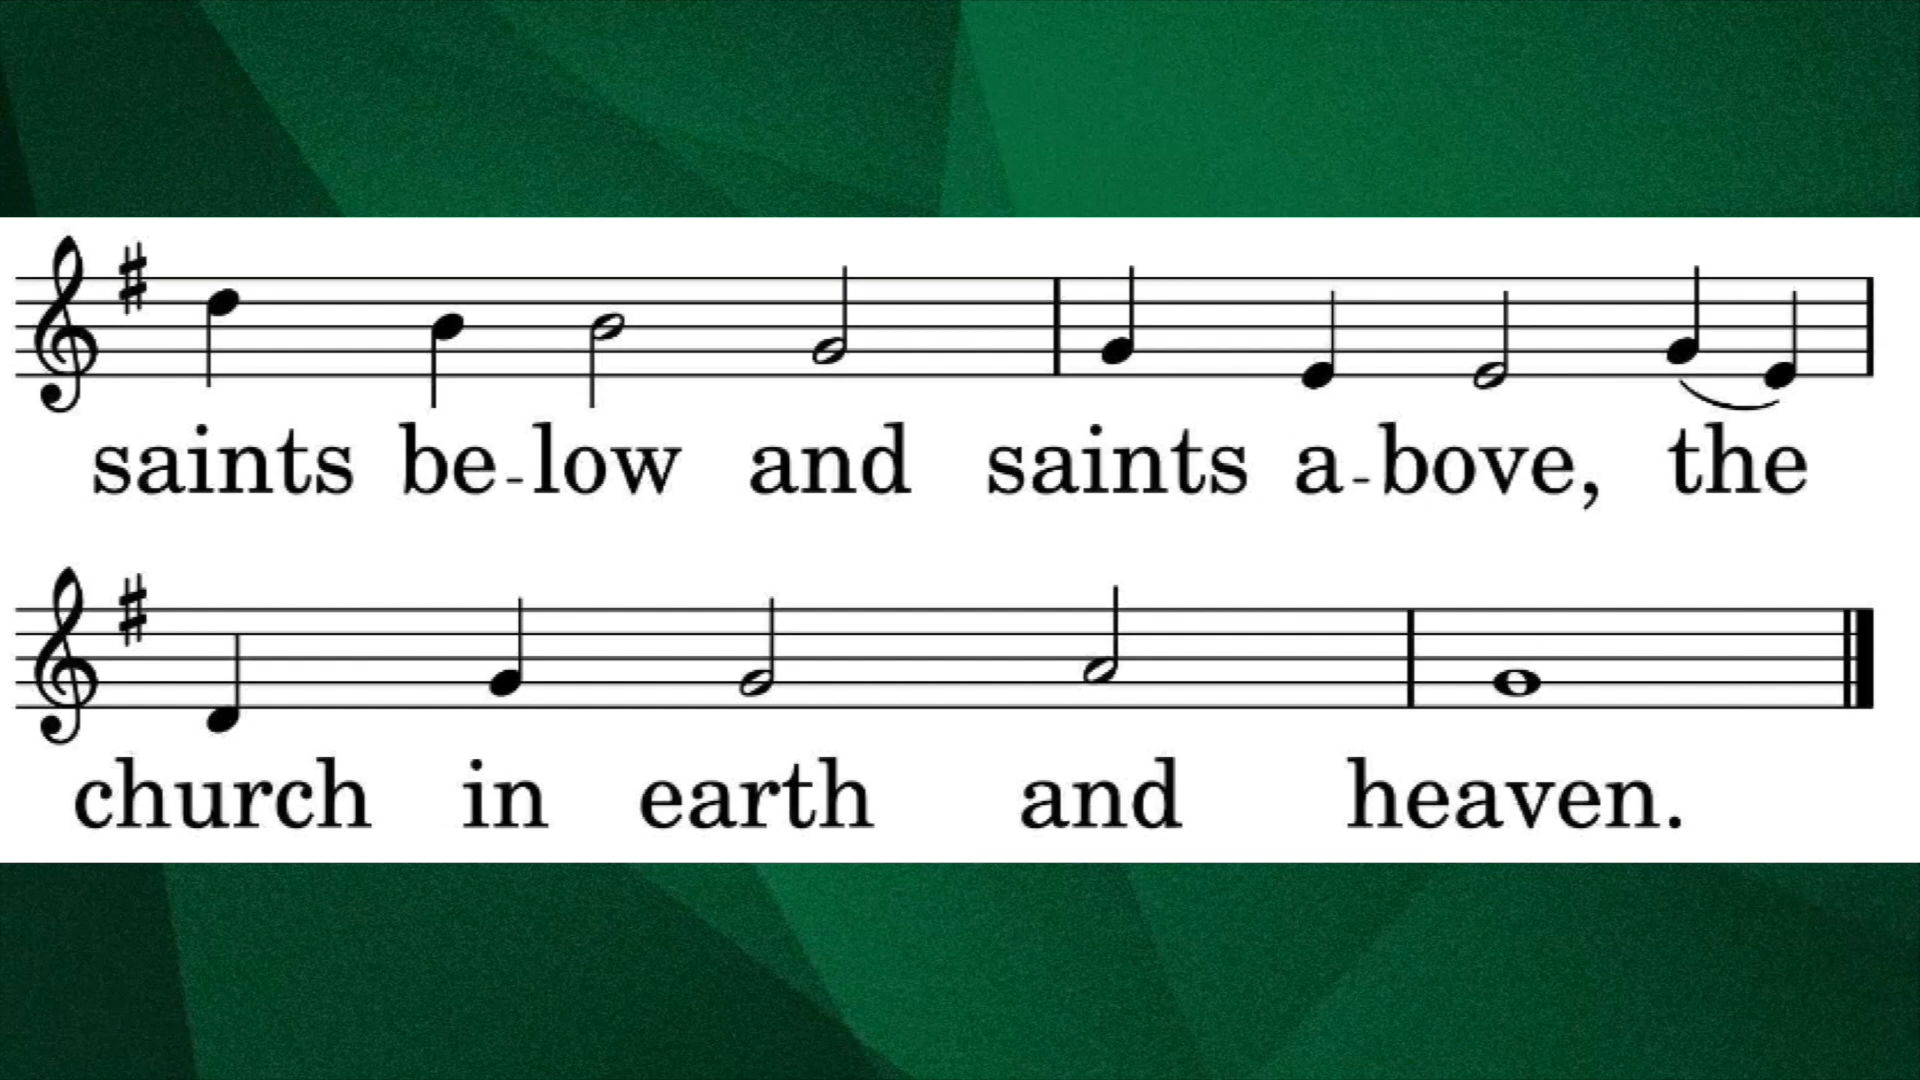 saints be-low and saints a-bove, the
church in earth and heaven.